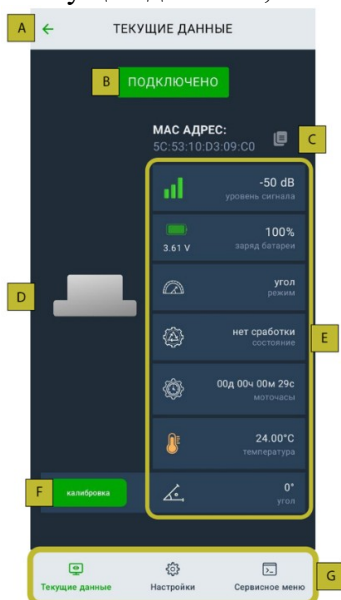 A
ТЕКУЩИЕ ДАННЫЕ
B
ПОДКЛЮЧЕНО
MAC АДРЕС:
5C:53:10:D3:09:C0
C
-50 dB
уровень сигнала
100%
3.61 V
заряд батареи
D
угол
режим
нет сработки
состояние
E
00д 00ч 00м 29с
моточасы
24.00°C
температура
F
калибровка
0°
угол
G
Текущие данные
Настройки
Сервисное меню